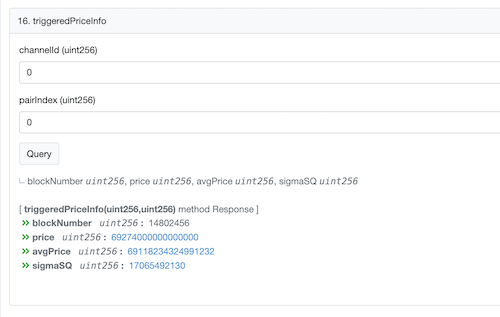 16. triggeredPriceInfo
channelId (uint256)
0
pairIndex (uint256)
0
Query
blockNumber uint256, price uint256, avgPrice uint256, sigmaSQ uint256
[ triggeredPriceInfo(uint256,uint256) method Response ]
>> blockNumber uint256 : 14802456
>> price uint256 : 69274000000000000
>> avgPrice uint256 : 69118234324991232
>> sigmaSQ uint256 : 17065492130